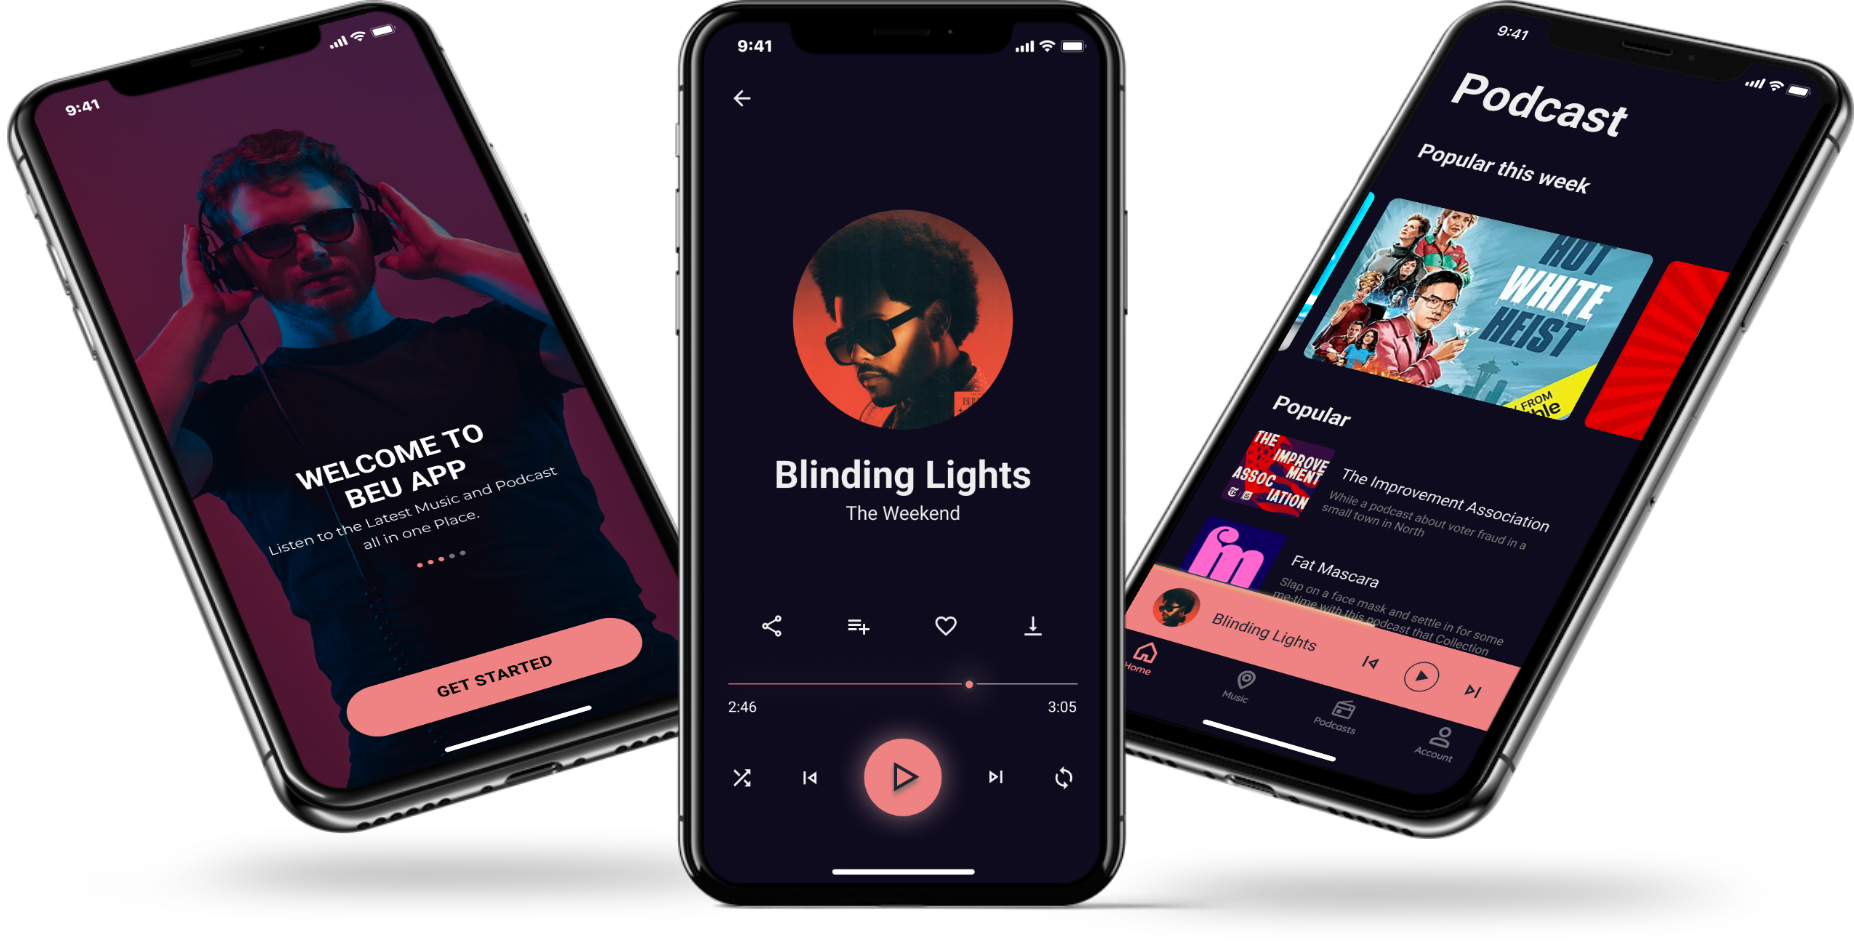 9:41
WELCOME TO
BEU APP
Listen to the Latest Music and Podcast
all in one Place.
GET STARTED
9:41
Blinding Lights
The Weekend
2:46
3:05
9:41
Podcast
Popular this week
HOT
WHITE
HEIST
FROM
ble
Popular
THE
IMPROVE
MENT
ASSOC
IATION
The Improvement Association
While a podcast about voter fraud in a
small town in North
fm
Fat Mascara
Slap on a face mask and settle in for some
me-time with this podcast that Collection
Blinding Lights
Home
Music
Podcasts
Account